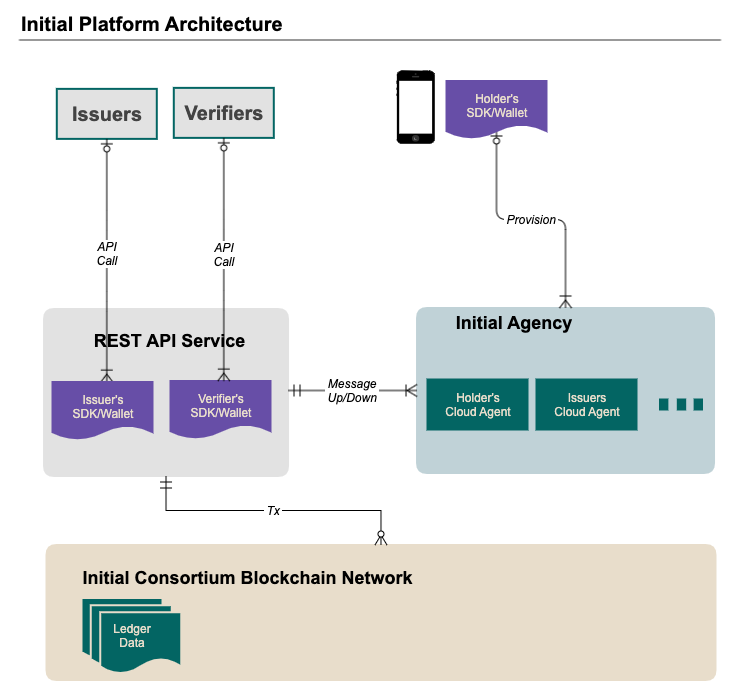 Initial Platform Architecture
Issuers
Verifiers
Holder's
SDK/Wallet
API
Call
API
Call
Provision
REST API Service
Issuer's
SDK/Wallet
Verifier's
SDK/Wallet
Message
Up/Down
Initial Agency
Holder's
Cloud Agent
Issuers
Cloud Agent
Tx
Initial Consortium Blockchain Network
Ledger
Data